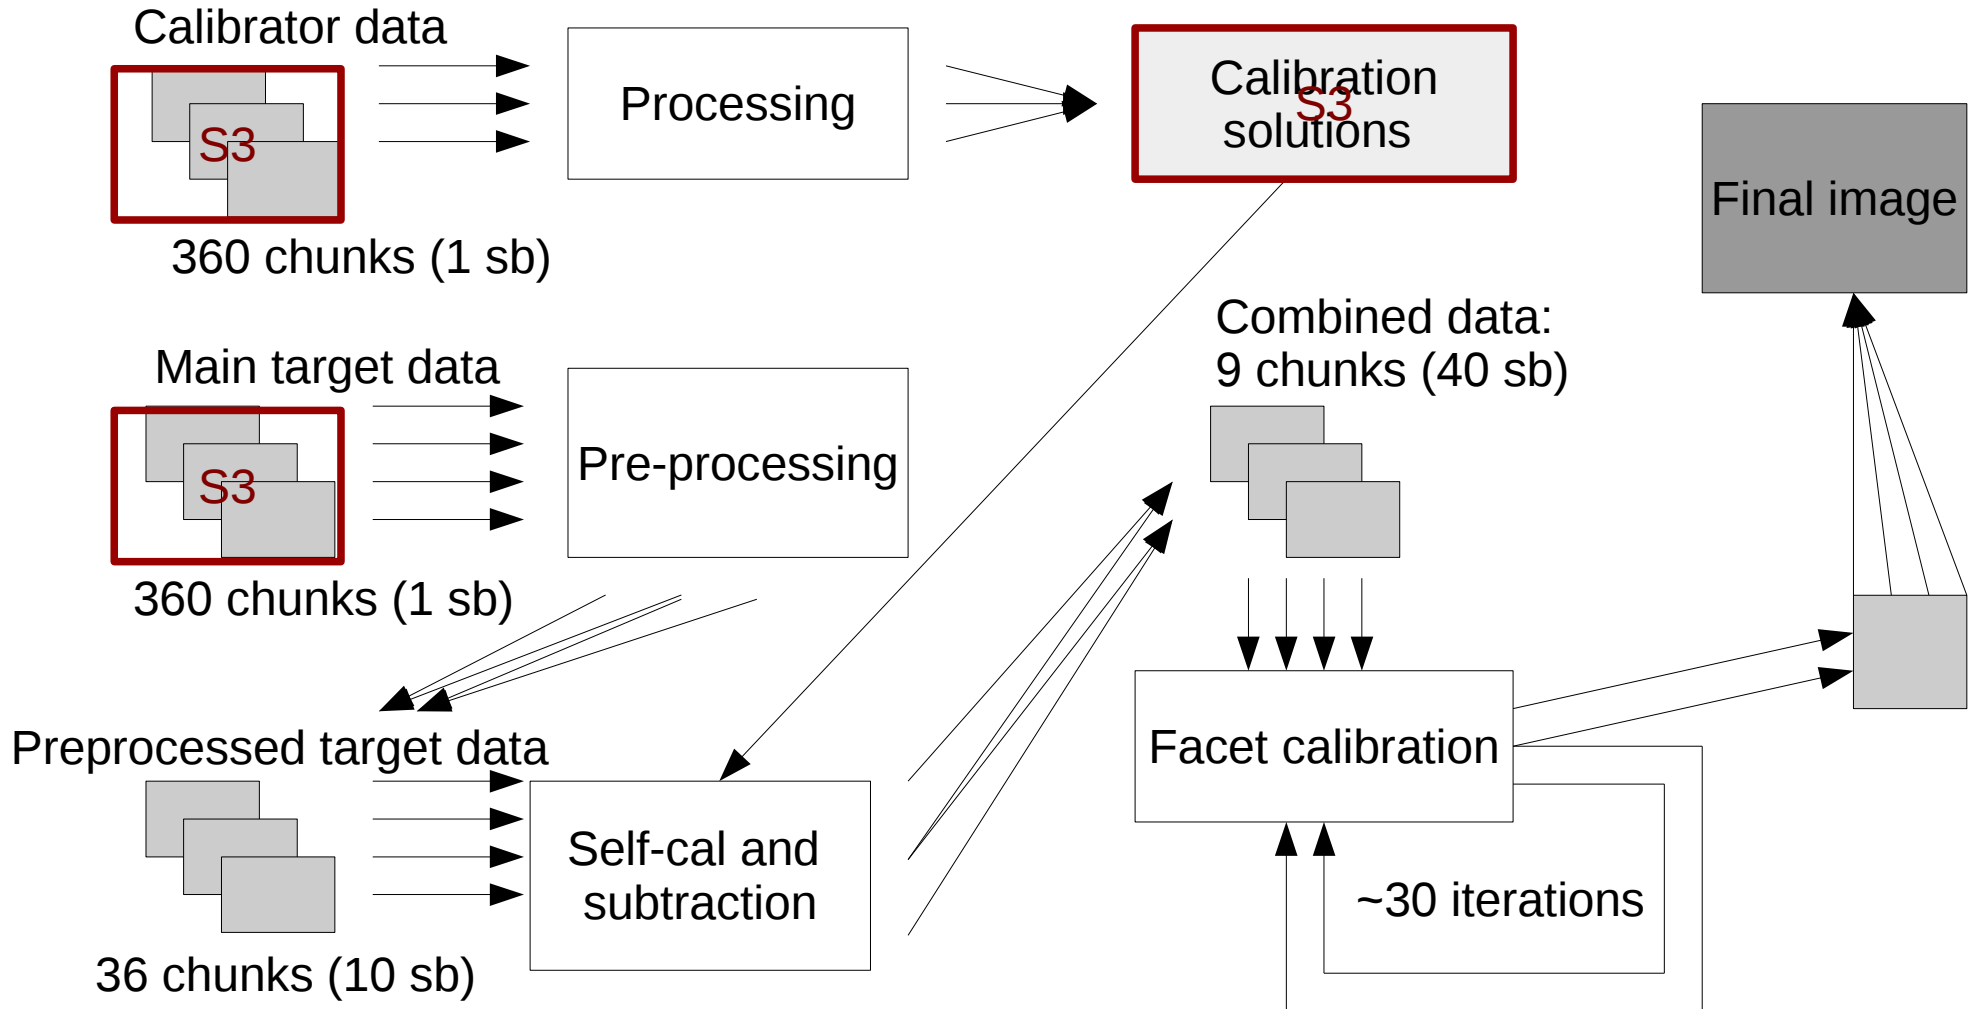 Calibrator data
S3
360 chunks (1 sb)
Processing
Calibration
S3
solutions
Final image
Main target data
S3
360 chunks (1 sb)
Pre-processing
Combined data:
9 chunks (40 sb)
Preprocessed target data
36 chunks (10 sb)
Self-cal and
subtraction
Facet calibration
~30 iterations